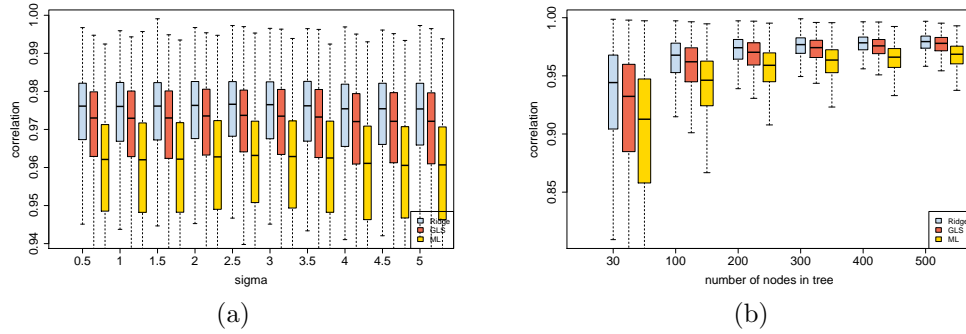 1.00
0.99
0.98
0.97
0.96
0.95
0.94
correlation
Ridge
GLS
ML
0.5 1 1.5 2 2.5 3 3.5 4 4.5 5
sigma
(a)
1.00
0.95
0.90
0.85
correlation
Ridge
GLS
ML
30 100 200 300 400 500
number of nodes in tree
(b)